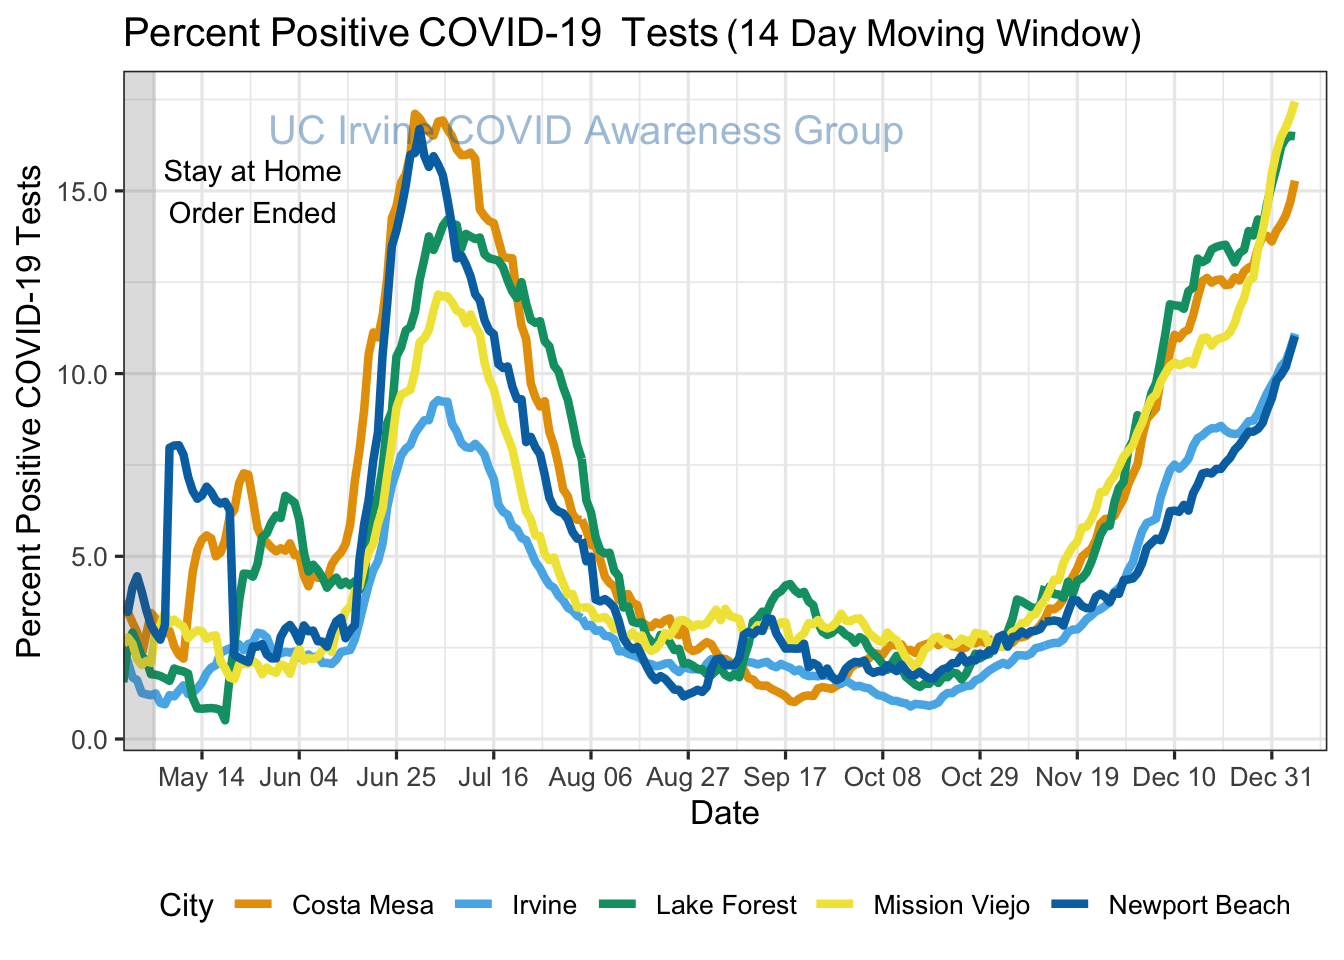 Percent Positive COVID-19 Tests (14 Day Moving Window)
UC Irvine COVID Awareness Group
Stay at Home
Order Ended
Percent Positive COVID-19 Tests
15.0
10.0
5.0
0.0
May 14 Jun 04 Jun 25 Jul 16 Aug 06 Aug 27 Sep 17 Oct 08 Oct 29 Nov 19 Dec 10 Dec 31
Date
City Costa Mesa Irvine Lake Forest Mission Viejo Newport Beach